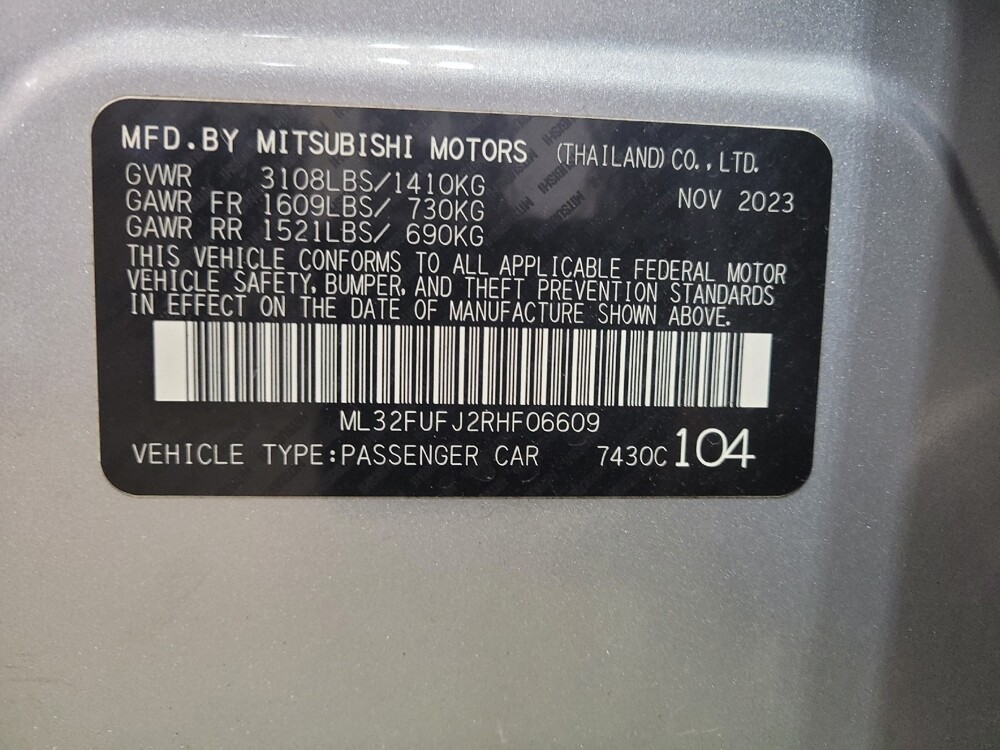 MFD.BY MITSUBISHI MOTORS (THAILAND) CO., LTD.
GVWR 3108LBS/1410KG NOV 2023
GAWR FR 1609LBS/ 730KG
GAWR RR 1521LBS/ 690KG
THIS VEHICLE CONFORMS TO ALL APPLICABLE FEDERAL MOTOR
VEHICLE SAFETY, BUMPER, AND THEFT PREVENTION STANDARDS
IN EFFECT ON THE DATE OF MANUFACTURE SHOWN ABOVE.
ML32FUFJ2RHF06609
VEHICLE TYPE:PASSENGER CAR 7430C 104